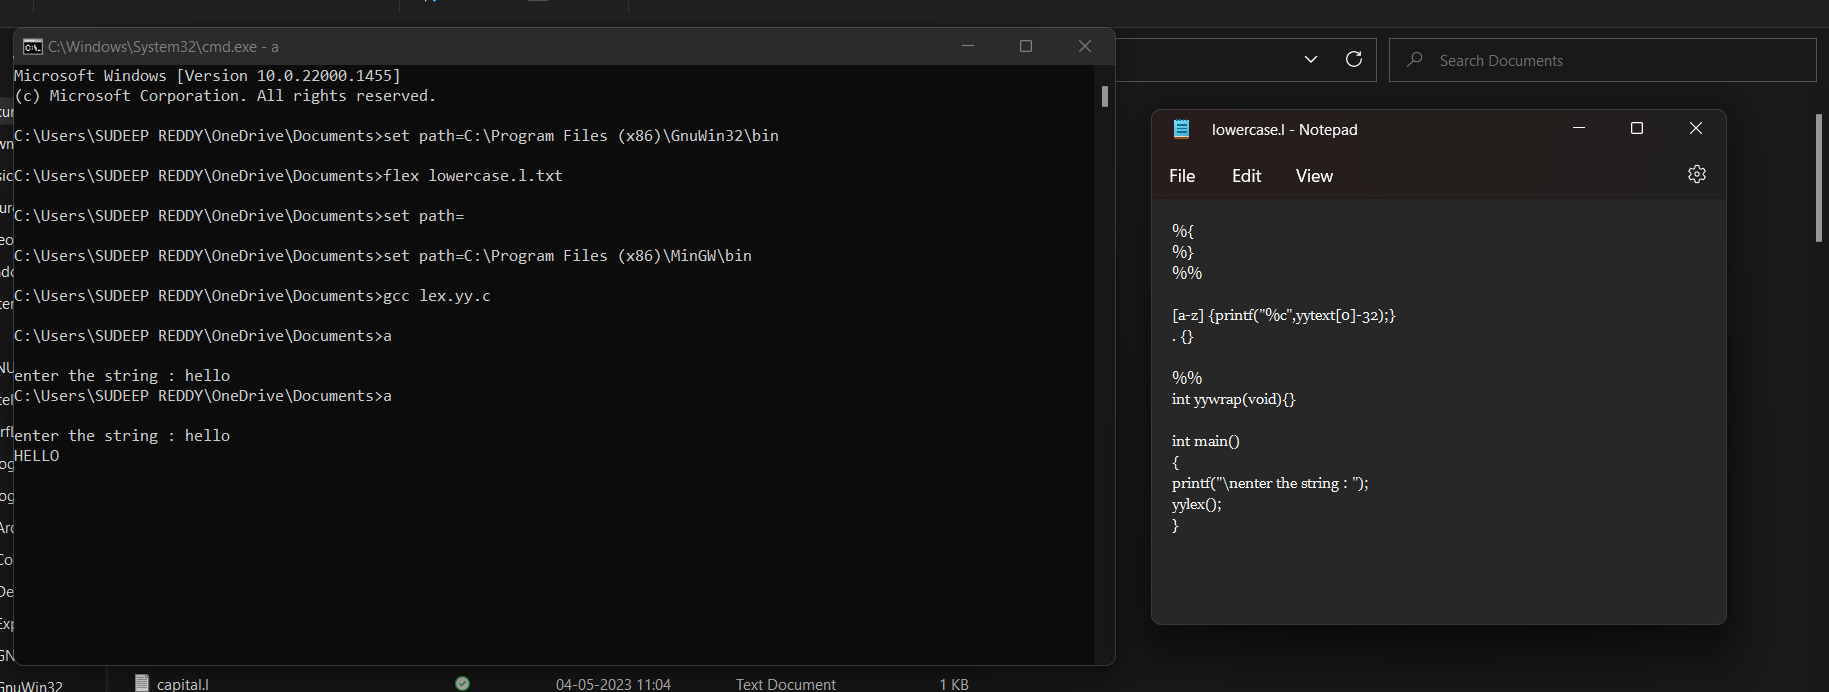 C:\Windows\System32\cmd.exe - a
Microsoft Windows [Version 10.0.22000.1455]
(c) Microsoft Corporation. All rights reserved.
C:\Users\SUDEEP REDDY\OneDrive\Documents>set path=C:\Program Files (x86)\GnuWin32\bin
C:\Users\SUDEEP REDDY\OneDrive\Documents>flex lowercase.l.txt
C:\Users\SUDEEP REDDY\OneDrive\Documents>set path=
C:\Users\SUDEEP REDDY\OneDrive\Documents>set path=C:\Program Files (x86)\MinGW\bin
C:\Users\SUDEEP REDDY\OneDrive\Documents>gcc lex.yy.c
C:\Users\SUDEEP REDDY\OneDrive\Documents>a
enter the string : hello
C:\Users\SUDEEP REDDY\OneDrive\Documents>a
enter the string : hello
HELLO
Search Documents
lowercase.l - Notepad
File Edit View
%{
%}
%%
[a-z] {printf("%c",yytext[0]-32);}
. {}
%%
int yywrap(void){}
int main()
{
printf("\nenter the string : ");
yylex();
}
GnuWin32
capital.l 04-05-2023 11:04 Text Document 1 KB